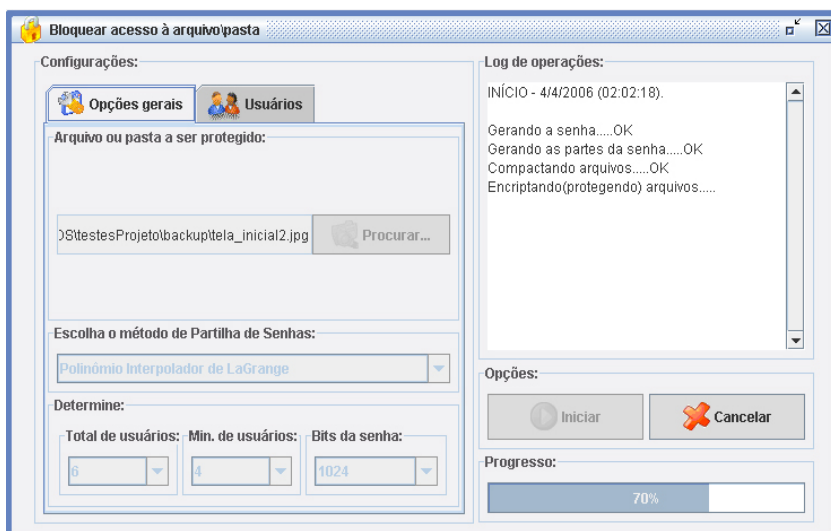 Bloquear acesso à arquivo\pasta
Configurações:
Opções gerais
Usuários
Arquivo ou pasta a ser protegido:
OS\testesProjeto\backup\tela_inicial2.jpg
Procurar...
Escolha o método de Partilha de Senhas:
Polinômio Interpolador de LaGrange
Determine:
Total de usuários:
Min. de usuários:
Bits da senha:
6
4
1024
Log de operações:
INÍCIO - 4/4/2006 (02:02:18).
Gerando a senha.....OK
Gerando as partes da senha.....OK
Compactando arquivos.....OK
Encriptando(protegendo) arquivos.....
Opções:
Iniciar
Cancelar
Progresso:
70%